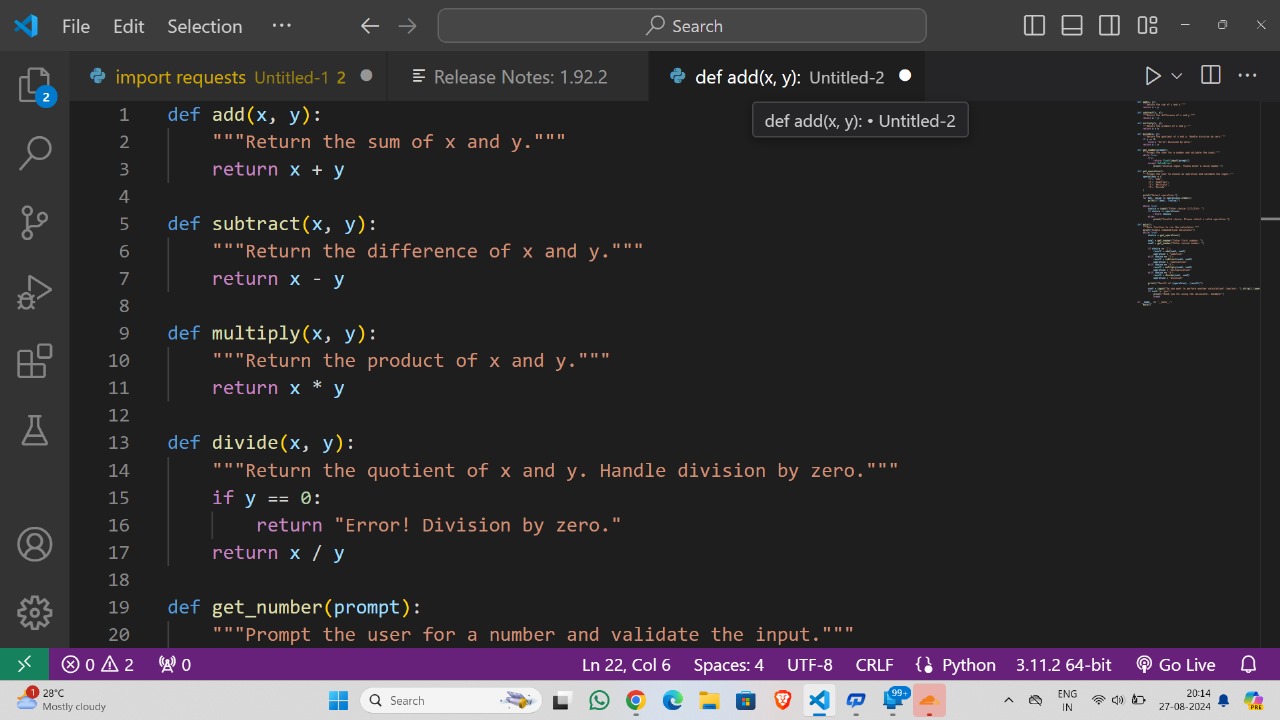 File Edit Selection ··· Search
import requests Untitled-1 2 Release Notes: 1.92.2 def add(x, y): Untitled-2
def add(x, y): • Untitled-2
2
1 def add(x, y):
2 """Return the sum of x and y."""
3 return x + y
4
5 def subtract(x, y):
6 """Return the difference of x and y."""
7 return x - y
8
9 def multiply(x, y):
10 """Return the product of x and y."""
11 return x * y
12
13 def divide(x, y):
14 """Return the quotient of x and y. Handle division by zero."""
15 if y == 0:
16 return "Error! Division by zero."
17 return x / y
18
19 def get_number(prompt):
20 """Prompt the user for a number and validate the input."""
0 2 0 Ln 22, Col 6 Spaces: 4 UTF-8 CRLF Python 3.11.2 64-bit Go Live
1 28°C Search 99+ ENG 20:14
Mostly cloudy IN 27-08-2024 PRE